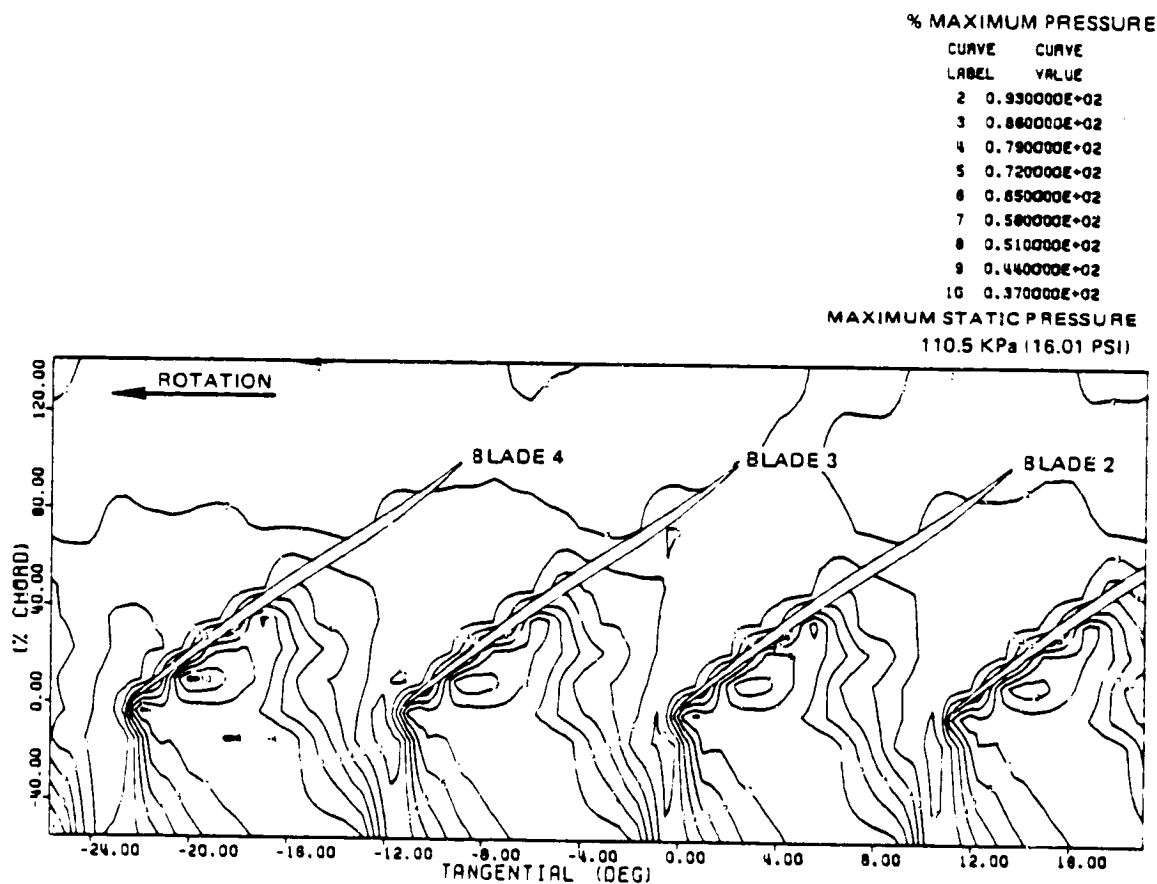 % MAXIMUM PRESSURE
CURVE CURVE
LABEL VALUE
2 0.930000E+02
3 0.860000E+02
4 0.790000E+02
5 0.720000E+02
6 0.650000E+02
7 0.580000E+02
8 0.510000E+02
9 0.440000E+02
10 0.370000E+02
MAXIMUM STATIC PRESSURE
110.5 KPa (16.01 PSI)
ROTATION
BLADE 4
BLADE 3
BLADE 2
(% CHORD)
120.00
80.00
40.00
0.00
-40.00
-24.00 -20.00 -16.00 -12.00 -8.00 -4.00 0.00 4.00 8.00 12.00 16.00
TANGENTIAL (DEG)